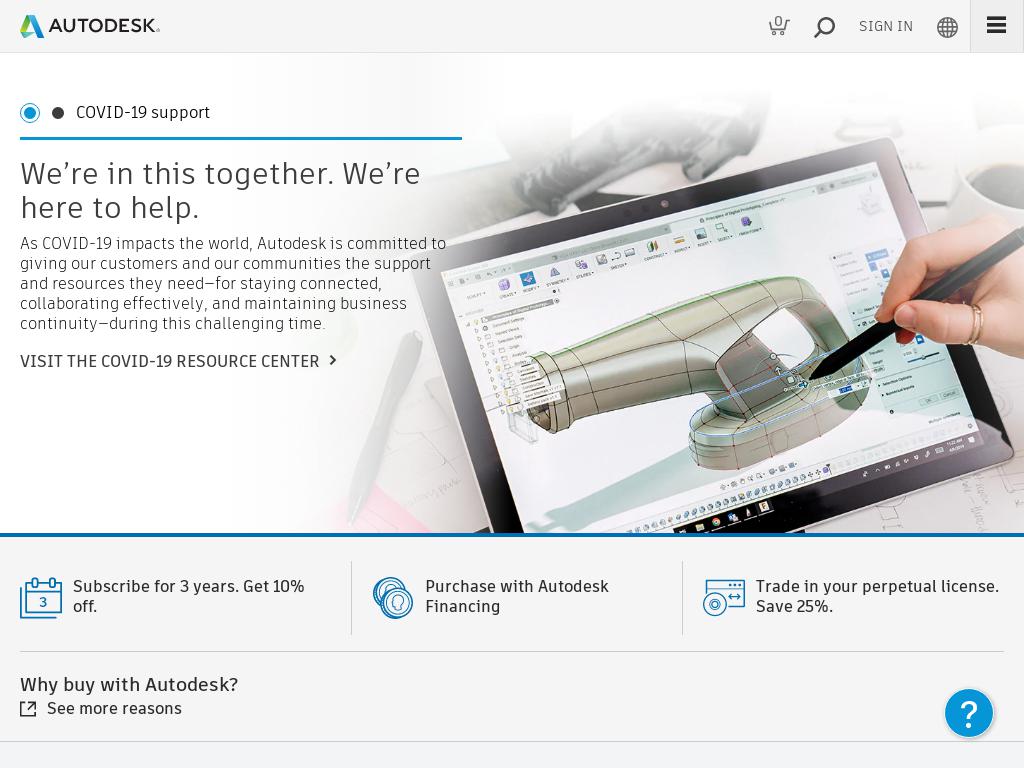 AUTODESK
0
SIGN IN
COVID-19 support
We're in this together. We're
here to help.
As COVID-19 impacts the world, Autodesk is committed to
giving our customers and our communities the support
and resources they need—for staying connected,
collaborating effectively, and maintaining business
continuity—during this challenging time.
VISIT THE COVID-19 RESOURCE CENTER
3
Subscribe for 3 years. Get 10%
off.
Purchase with Autodesk
Financing
Trade in your perpetual license.
Save 25%.
Why buy with Autodesk?
See more reasons
?